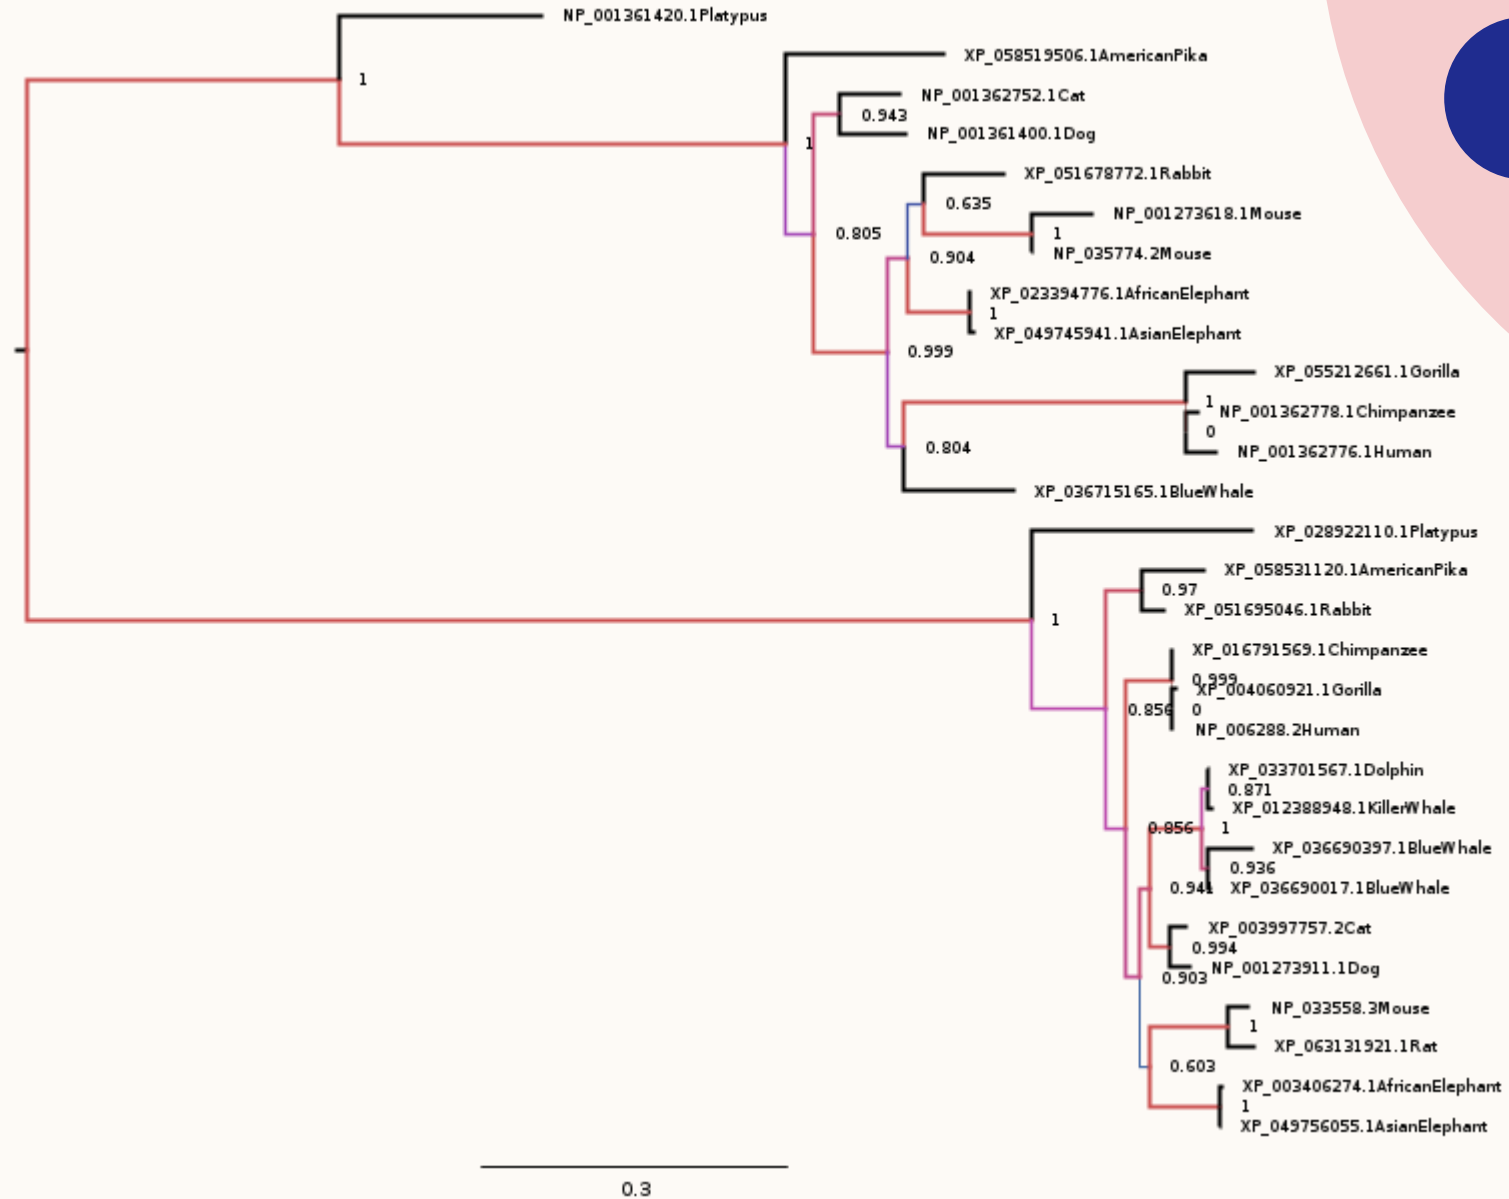 NP_001361420.1Platypus
XP_058519506.1AmericanPika
1
NP_001362752.1Cat
0.943
NP_001361400.1Dog
1
XP_051678772.1Rabbit
0.635
NP_001273618.1Mouse
0.805
1
NP_035774.2Mouse
0.904
XP_023394776.1AfricanElephant
1
XP_049745941.1AsianElephant
0.999
XP_055212661.1Gorilla
1
NP_001362778.1Chimpanzee
0
NP_001362776.1Human
0.804
XP_036715165.1BlueWhale
XP_028922110.1Platypus
XP_058531120.1AmericanPika
0.97
XP_051695046.1Rabbit
1
XP_016791569.1Chimpanzee
0.999
XP_004060921.1Gorilla
0.856
0
NP_006288.2Human
XP_033701567.1Dolphin
0.871
XP_012388948.1KillerWhale
0.856
1
XP_036690397.1BlueWhale
0.936
0.941
XP_036690017.1BlueWhale
XP_003997757.2Cat
0.994
NP_001273911.1Dog
0.903
NP_033558.3Mouse
1
XP_063131921.1Rat
0.603
XP_003406274.1AfricanElephant
1
XP_049756055.1AsianElephant
0.3